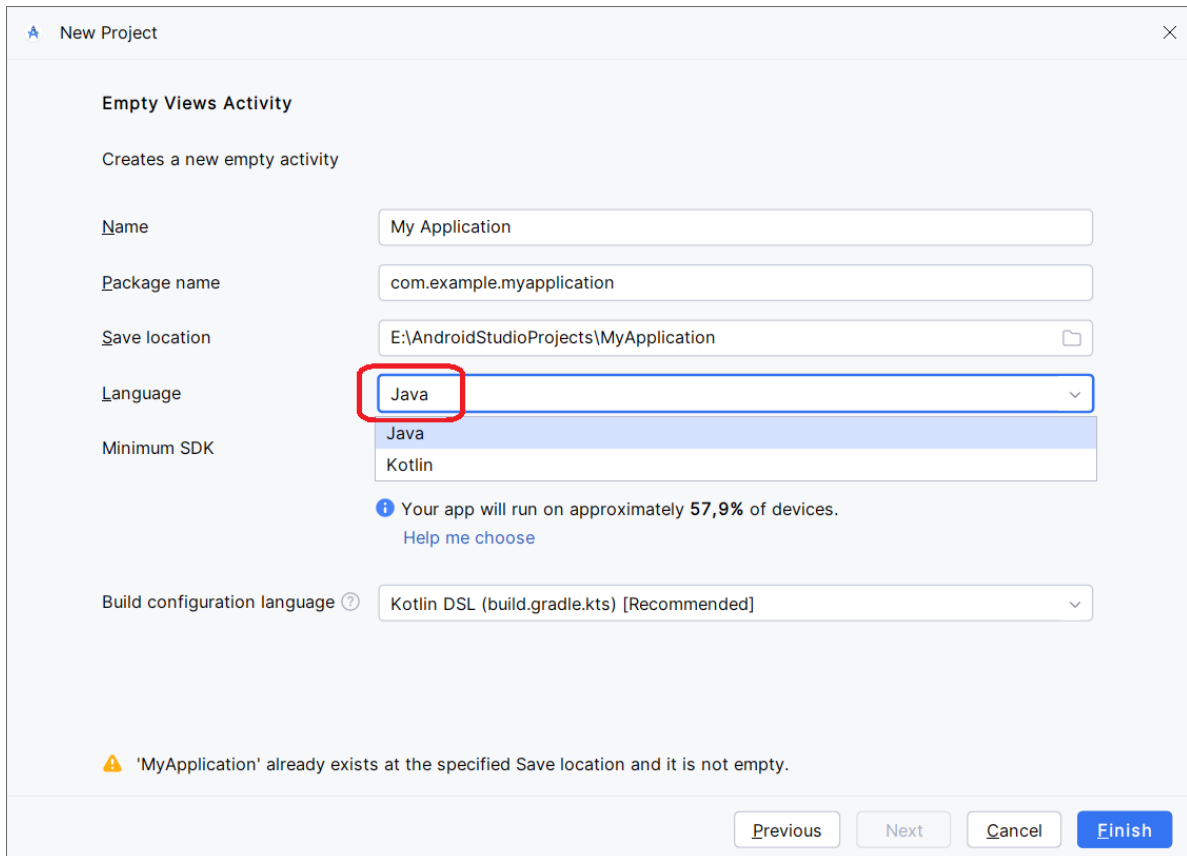 New Project
Empty Views Activity
Creates a new empty activity
Name My Application
Package name com.example.myapplication
Save location E:\AndroidStudioProjects\MyApplication
Language Java
Java
Minimum SDK
Kotlin
Your app will run on approximately 57,9% of devices.
Help me choose
Build configuration language ? Kotlin DSL (build.gradle.kts) [Recommended]
'MyApplication' already exists at the specified Save location and it is not empty.
Previous Next Cancel Finish